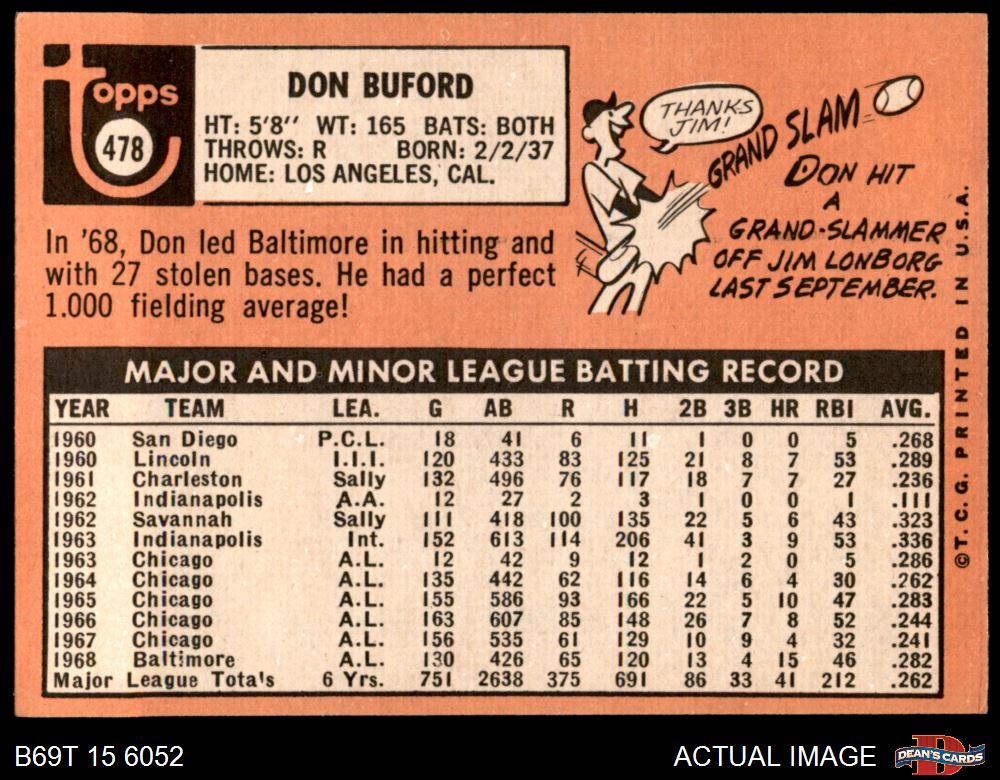 topps
478
DON BUFORD
HT: 5'8" WT: 165 BATS: BOTH
THROWS: R BORN: 2/2/37
HOME: LOS ANGELES, CAL.
In '68, Don led Baltimore in hitting and
with 27 stolen bases. He had a perfect
1.000 fielding average!
THANKS
JIM!
GRAND SLAM
DON HIT
A
GRAND-SLAMMER
OFF JIM LONBORG
LAST SEPTEMBER.
MAJOR AND MINOR LEAGUE BATTING RECORD
YEAR TEAM LEA. G AB R H 2B 3B HR RBI AVG.
1960 San Diego P.C.L. 18 41 6 11 1 0 0 5 .268
1960 Lincoln I.I.I. 120 433 83 125 21 8 7 53 .289
1961 Charleston Sally 132 496 76 117 18 7 7 27 .236
1962 Indianapolis A.A. 12 27 2 3 1 0 0 1 .111
1962 Savannah Sally 111 418 100 135 22 5 6 43 .323
1963 Indianapolis Int. 152 613 114 206 41 3 9 53 .336
1963 Chicago A.L. 12 42 9 12 1 2 0 5 .286
1964 Chicago A.L. 135 442 62 116 14 6 4 30 .262
1965 Chicago A.L. 155 586 93 166 22 5 10 47 .283
1966 Chicago A.L. 163 607 85 148 26 7 8 52 .244
1967 Chicago A.L. 156 535 61 129 10 9 4 32 .241
1968 Baltimore A.L. 130 426 65 120 13 4 15 46 .282
Major League Totals 6 Yrs. 751 2638 375 691 86 33 41 212 .262
©T.C.G. PRINTED IN U.S.A.
B69T 15 6052
ACTUAL IMAGE
D
DEAN'S CARDS